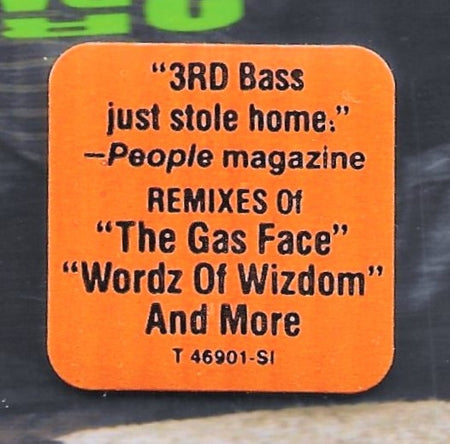 “3RD Bass
just stole home.”
–People magazine
REMIXES Of
“The Gas Face”
“Wordz Of Wizdom”
And More
T 46901-SI